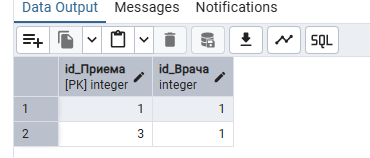 Data Output Messages Notifications
SQL
id_Приема id_Врача
[PK] integer integer
1 1 1
2 3 1